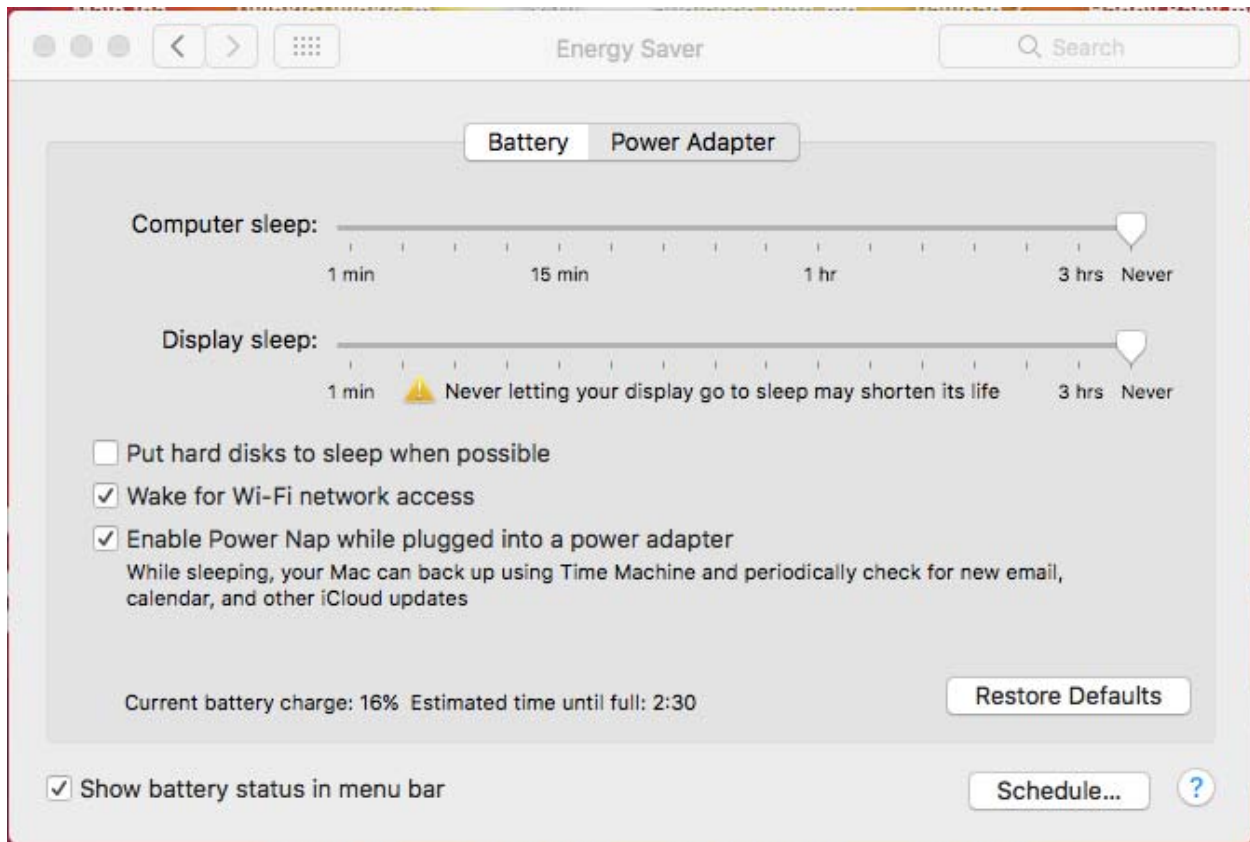 Energy Saver
Search
Battery Power Adapter
Computer sleep:
1 min 15 min 1 hr 3 hrs Never
Display sleep:
1 min Never letting your display go to sleep may shorten its life 3 hrs Never
Put hard disks to sleep when possible
Wake for Wi-Fi network access
Enable Power Nap while plugged into a power adapter
While sleeping, your Mac can back up using Time Machine and periodically check for new email,
calendar, and other iCloud updates
Current battery charge: 16% Estimated time until full: 2:30
Restore Defaults
Show battery status in menu bar
Schedule... ?